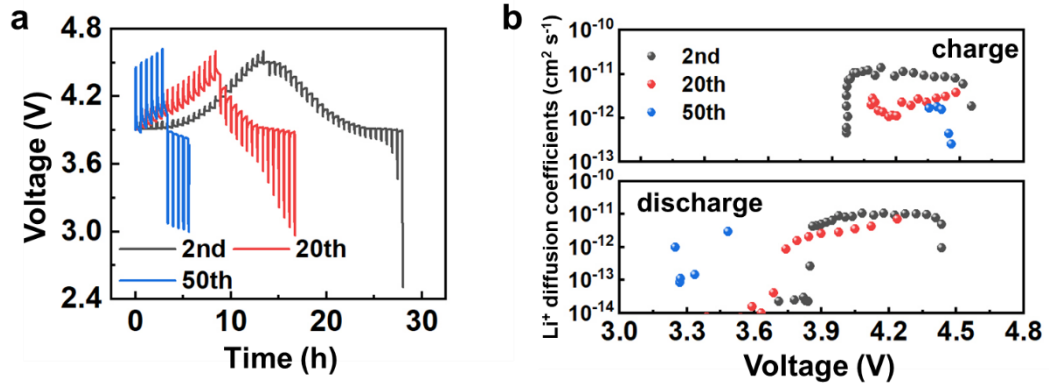 a
Voltage (V)
4.8
4.2
3.6
3.0
2.4
2nd
20th
50th
0
10
20
30
Time (h)
b
Li⁺ diffusion coefficients (cm² s⁻¹)
10⁻¹⁰
10⁻¹¹
10⁻¹²
10⁻¹³
2nd
20th
50th
charge
10⁻¹⁰
10⁻¹¹
10⁻¹²
10⁻¹³
10⁻¹⁴
discharge
3.0
3.3
3.6
3.9
4.2
4.5
4.8
Voltage (V)